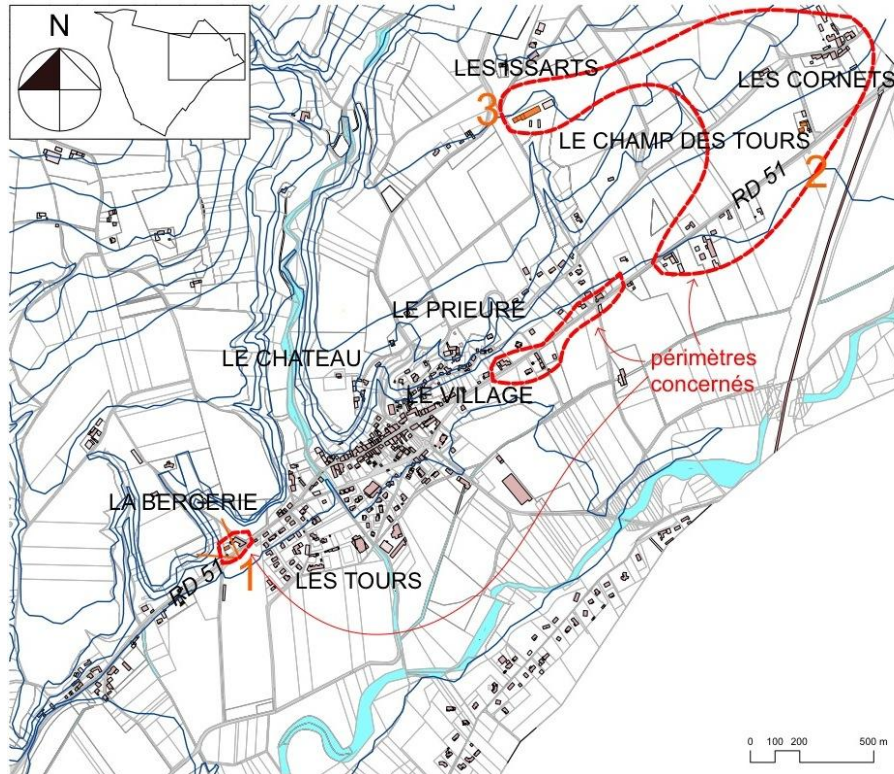 N
LES ISSARTS
3
LES CORNETS
LE CHAMP DES TOURS
RD 51
2
LE PRIEURE
LE CHATEAU
périmètres
concernés
LE VILLAGE
LA BERGERIE
1
RD 51
LES TOURS
0 100 200 500 m